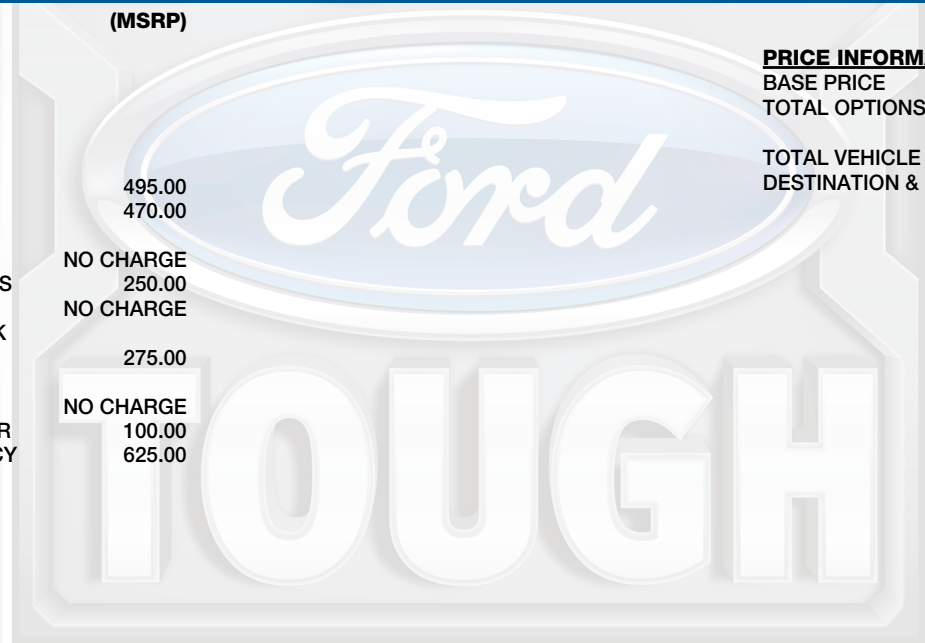 (MSRP)
495.00
470.00
NO CHARGE
S 250.00
NO CHARGE
K
275.00
NO CHARGE
R 100.00
CY 625.00
PRICE INFORMA
BASE PRICE
TOTAL OPTIONS
TOTAL VEHICLE
DESTINATION &
Ford
TOUGH